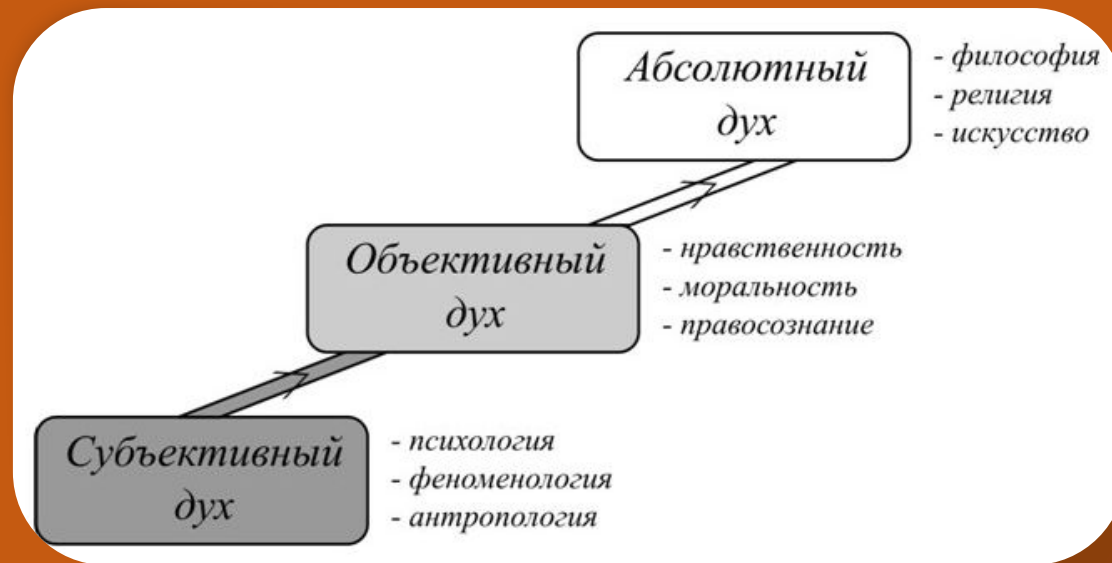 Абсолютный
дух
- философия
- религия
- искусство
Объективный
дух
- нравственность
- моральность
- правосознание
Субъективный
дух
- психология
- феноменология
- антропология